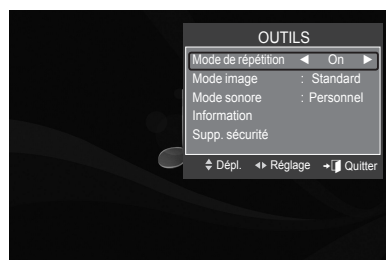 OUTILS
Mode de répétition ◄ On ►
Mode image : Standard
Mode sonore : Personnel
Information
Supp. sécurité
Dépl. Réglage Quitter